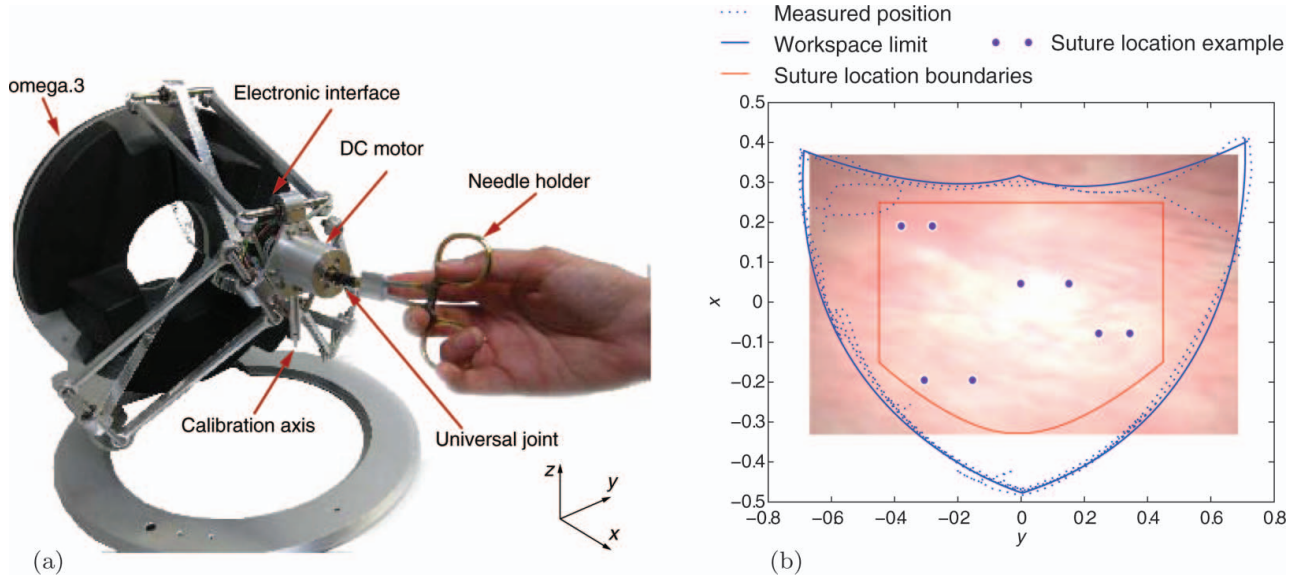 omega.3
Electronic interface
DC motor
Needle holder
Calibration axis
Universal joint
z
y
x
(a)
Measured position
Workspace limit
Suture location example
Suture location boundaries
0.5
0.4
0.3
0.2
0.1
0
−0.1
−0.2
−0.3
−0.4
−0.5
x
−0.8 −0.6 −0.4 −0.2 0 0.2 0.4 0.6 0.8
y
(b)